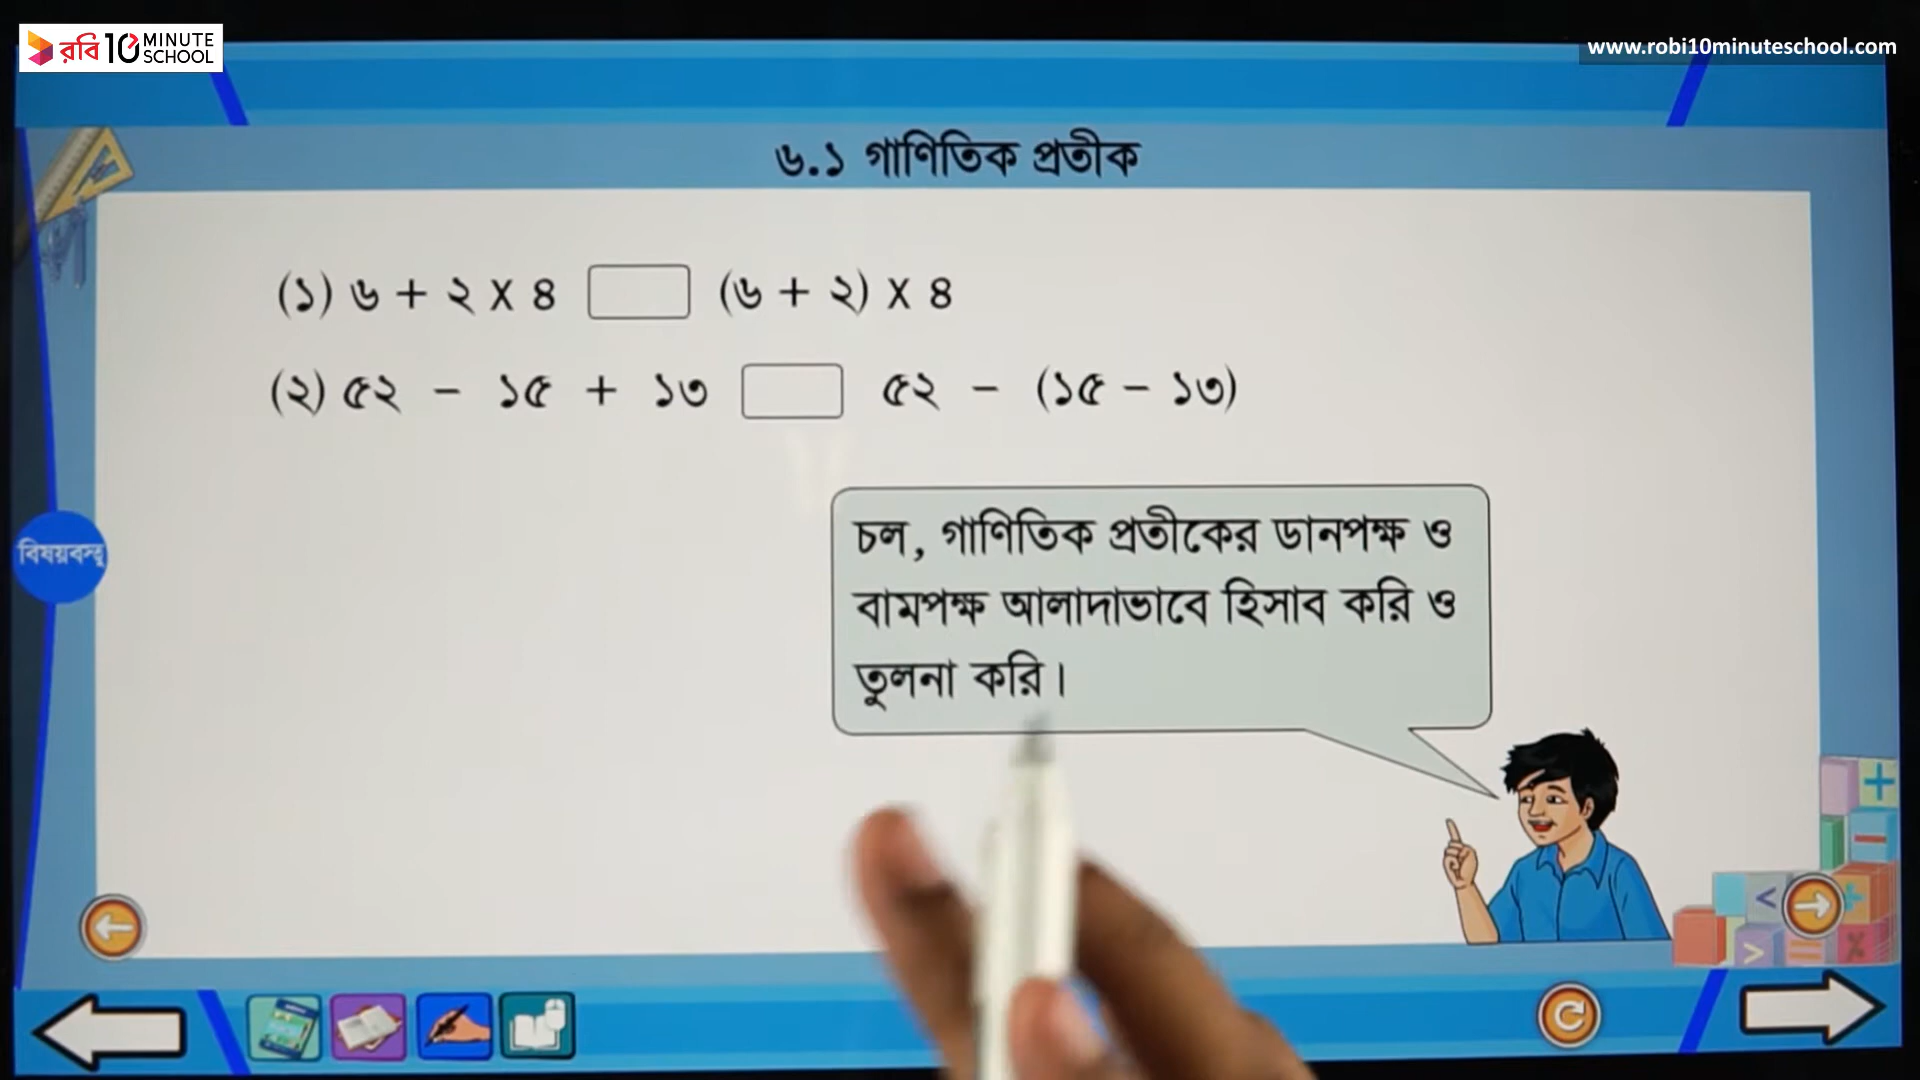 রবি 10 MINUTE SCHOOL
www.robi10minuteschool.com
৬.১ গাণিতিক প্রতীক
(১) ৬ + ২ X ৪ (৬ + ২) X ৪
(২) ৫২ - ১৫ + ১৩ ৫২ - (১৫ - ১৩)
চল, গাণিতিক প্রতীকের ডানপক্ষ ও
বামপক্ষ আলাদাভাবে হিসাব করি ও
তুলনা করি।
বিষয়বস্তু